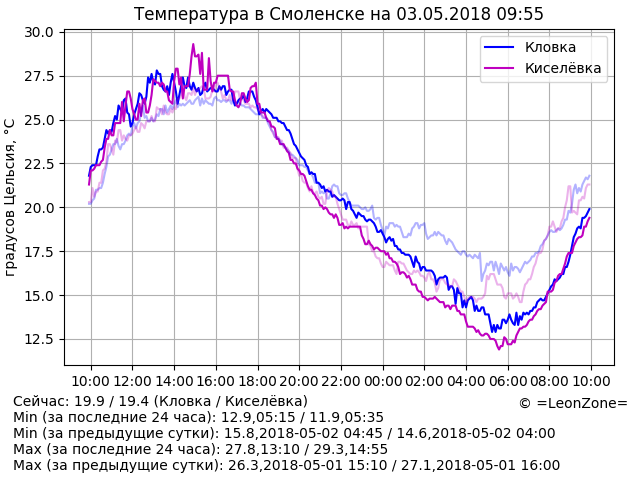 Температура в Смоленске на 03.05.2018 09:55
30.0
27.5
25.0
22.5
20.0
17.5
15.0
12.5
градусов Цельсия, °C
Кловка
Киселёвка
10:00 12:00 14:00 16:00 18:00 20:00 22:00 00:00 02:00 04:00 06:00 08:00 10:00
Сейчас: 19.9 / 19.4 (Кловка / Киселёвка)
© =LeonZone=
Min (за последние 24 часа): 12.9,05:15 / 11.9,05:35
Min (за предыдущие сутки): 15.8,2018-05-02 04:45 / 14.6,2018-05-02 04:00
Max (за последние 24 часа): 27.8,13:10 / 29.3,14:55
Max (за предыдущие сутки): 26.3,2018-05-01 15:10 / 27.1,2018-05-01 16:00